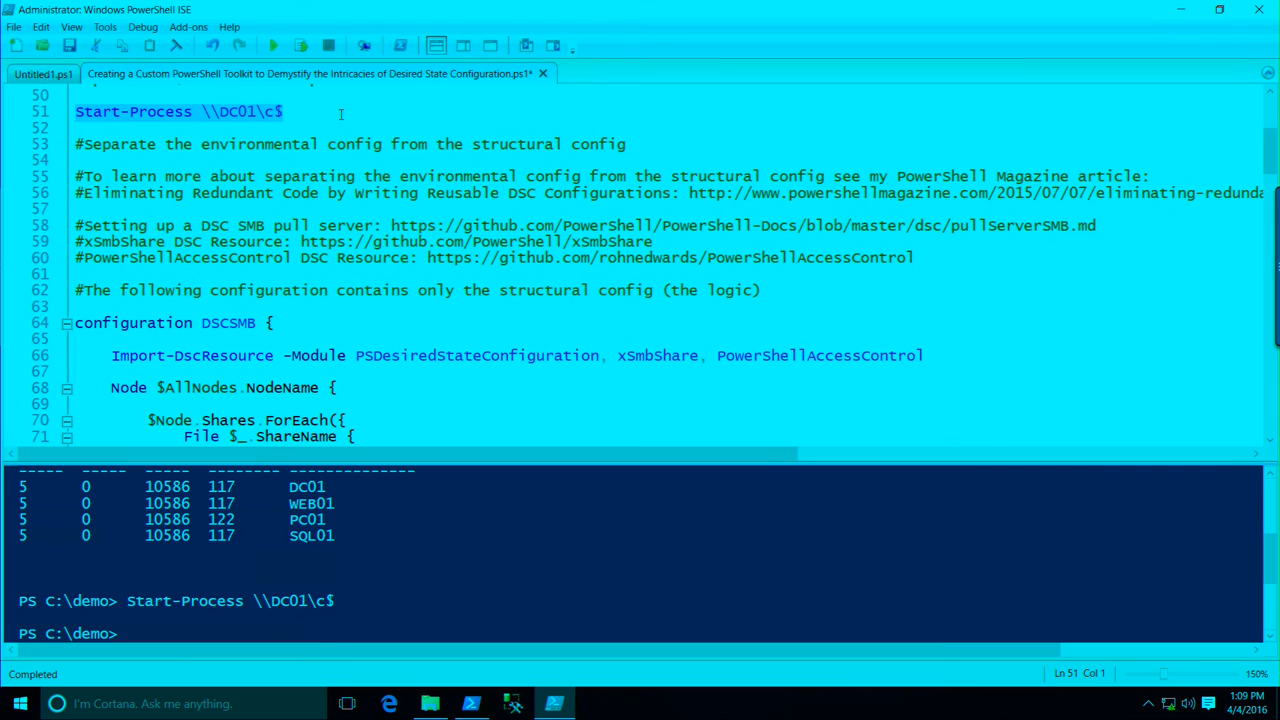 Administrator: Windows PowerShell ISE
File Edit View Tools Debug Add-ons Help
Untitled1.ps1 Creating a Custom PowerShell Toolkit to Demystify the Intricacies of Desired State Configuration.ps1*
50
51 Start-Process \\DC01\c$
52
53 #Separate the environmental config from the structural config
54
55 #To learn more about separating the environmental config from the structural config see my PowerShell Magazine article:
56 #Eliminating Redundant Code by Writing Reusable DSC Configurations: http://www.powershellmagazine.com/2015/07/07/eliminating-redunda
57
58 #Setting up a DSC SMB pull server: https://github.com/PowerShell/PowerShell-Docs/blob/master/dsc/pullServerSMB.md
59 #xSmbShare DSC Resource: https://github.com/PowerShell/xSmbShare
60 #PowerShellAccessControl DSC Resource: https://github.com/rohnedwards/PowerShellAccessControl
61
62 #The following configuration contains only the structural config (the logic)
63
64 configuration DSCSMB {
65
66 Import-DscResource -Module PSDesiredStateConfiguration, xSmbShare, PowerShellAccessControl
67
68 Node $AllNodes.NodeName {
69
70 $Node.Shares.ForEach({
71 File $_.ShareName {
----- ----- ----- -------- --------------
5 0 10586 117 DC01
5 0 10586 117 WEB01
5 0 10586 122 PC01
5 0 10586 117 SQL01
PS C:\demo> Start-Process \\DC01\c$
PS C:\demo>
Completed Ln 51 Col 1 150%
I'm Cortana. Ask me anything. 1:09 PM
4/4/2016